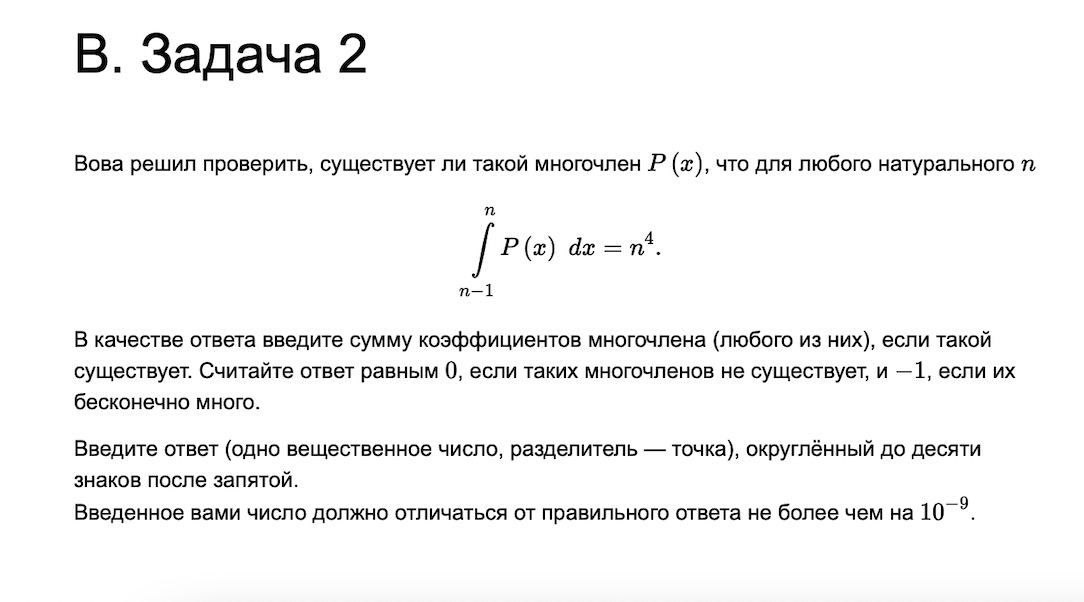 В. Задача 2
Вова решил проверить, существует ли такой многочлен P (x), что для любого натурального n
n
∫ P (x) dx = n⁴.
n−1
В качестве ответа введите сумму коэффициентов многочлена (любого из них), если такой
существует. Считайте ответ равным 0, если таких многочленов не существует, и −1, если их
бесконечно много.
Введите ответ (одно вещественное число, разделитель — точка), округлённый до десяти
знаков после запятой.
Введенное вами число должно отличаться от правильного ответа не более чем на 10⁻⁹.